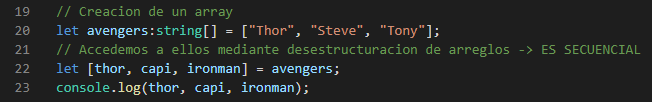 19 // Creacion de un array
20 let avengers:string[] = ["Thor", "Steve", "Tony"];
21 // Accedemos a ellos mediante desestructuracion de arreglos -> ES SECUENCIAL
22 let [thor, capi, ironman] = avengers;
23 console.log(thor, capi, ironman);